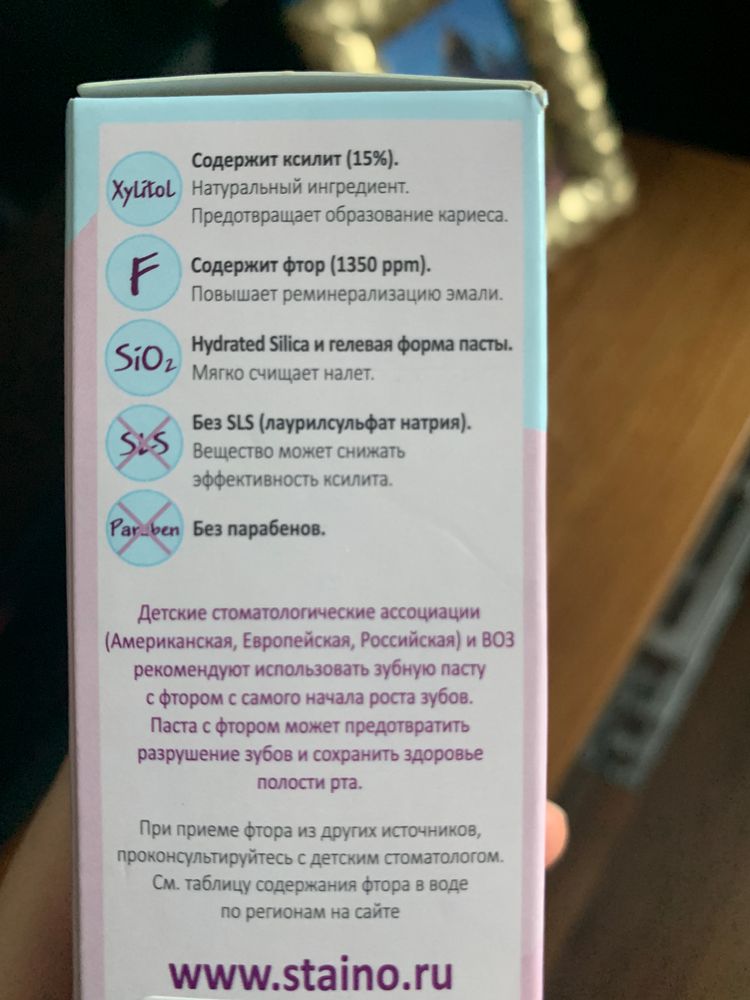 Xylitol
Содержит ксилит (15%).
Натуральный ингредиент.
Предотвращает образование кариеса.
F
Содержит фтор (1350 ppm).
Повышает реминерализацию эмали.
SiO₂
Hydrated Silica и гелевая форма пасты.
Мягко счищает налет.
SLS
Без SLS (лаурилсульфат натрия).
Вещество может снижать
эффективность ксилита.
Paraben
Без парабенов.
Детские стоматологические ассоциации
(Американская, Европейская, Российская) и ВОЗ
рекомендуют использовать зубную пасту
с фтором с самого начала роста зубов.
Паста с фтором может предотвратить
разрушение зубов и сохранить здоровье
полости рта.
При приеме фтора из других источников,
проконсультируйтесь с детским стоматологом.
См. таблицу содержания фтора в воде
по регионам на сайте
www.staino.ru